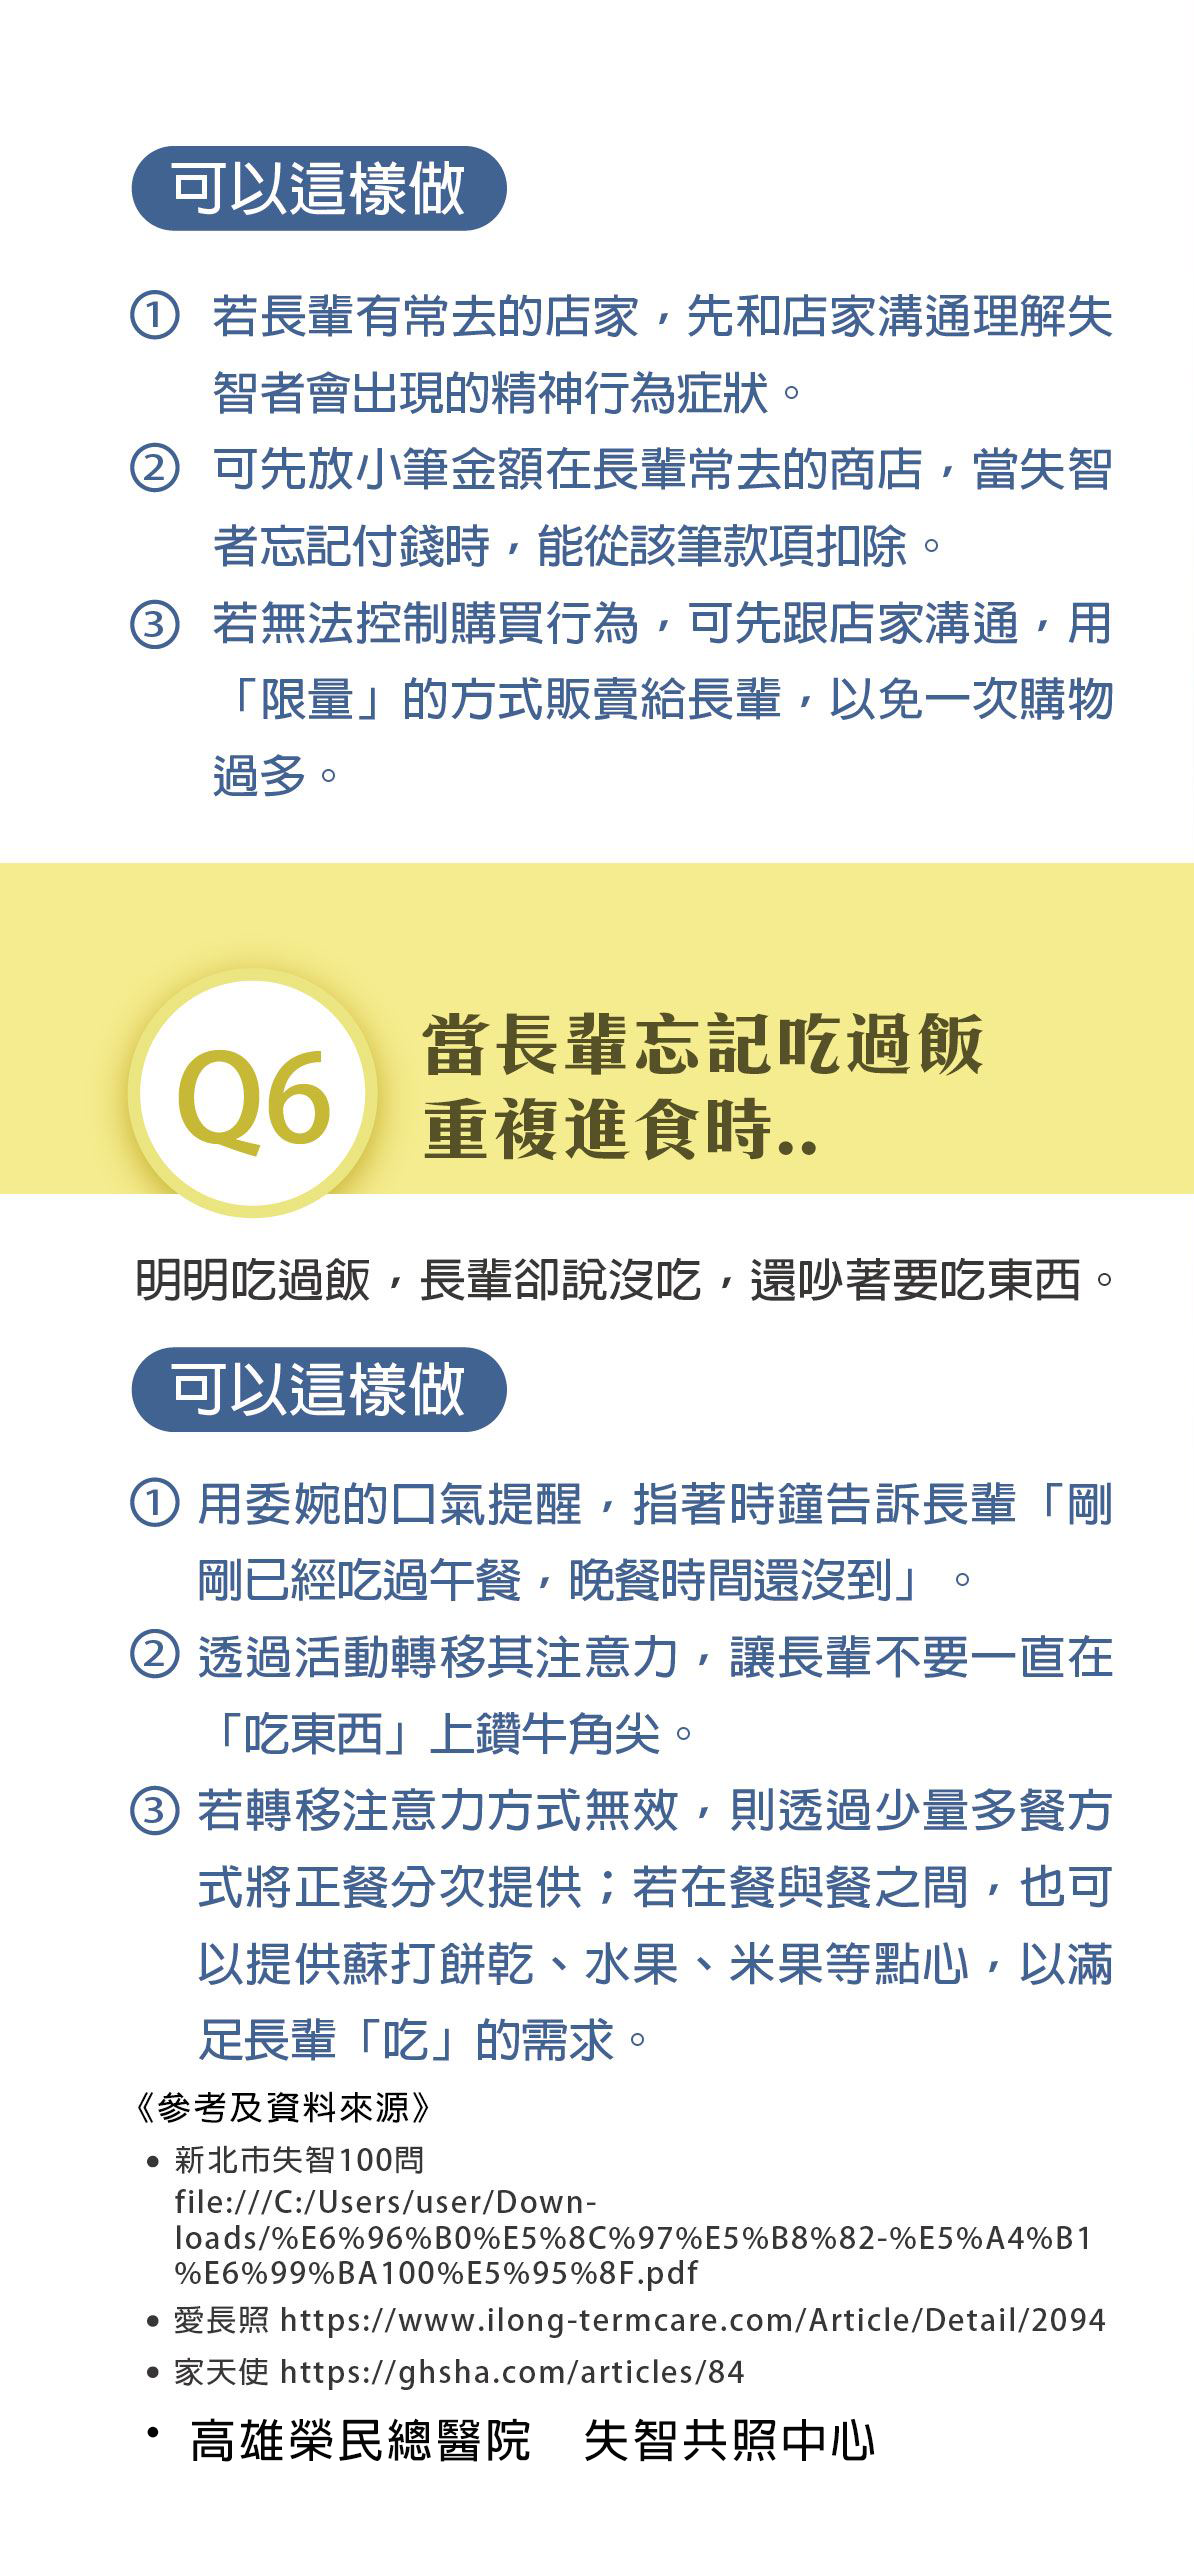 可以這樣做
① 若長輩有常去的店家，先和店家溝通理解失
智者會出現的精神行為症狀。
② 可先放小筆金額在長輩常去的商店，當失智
者忘記付錢時，能從該筆款項扣除。
③ 若無法控制購買行為，可先跟店家溝通，用
「限量」的方式販賣給長輩，以免一次購物
過多。
Q6
當長輩忘記吃過飯
重複進食時..
明明吃過飯，長輩卻說沒吃，還吵著要吃東西。
可以這樣做
① 用委婉的口氣提醒，指著時鐘告訴長輩「剛
剛已經吃過午餐，晚餐時間還沒到」。
② 透過活動轉移其注意力，讓長輩不要一直在
「吃東西」上鑽牛角尖。
③ 若轉移注意力方式無效，則透過少量多餐方
式將正餐分次提供；若在餐與餐之間，也可
以提供蘇打餅乾、水果、米果等點心，以滿
足長輩「吃」的需求。
《參考及資料來源》
• 新北市失智100問
file:///C:/Users/user/Down-
loads/%E6%96%B0%E5%8C%97%E5%B8%82-%E5%A4%B1
%E6%99%BA100%E5%95%8F.pdf
• 愛長照 https://www.ilong-termcare.com/Article/Detail/2094
• 家天使 https://ghsha.com/articles/84
• 高雄榮民總醫院　失智共照中心